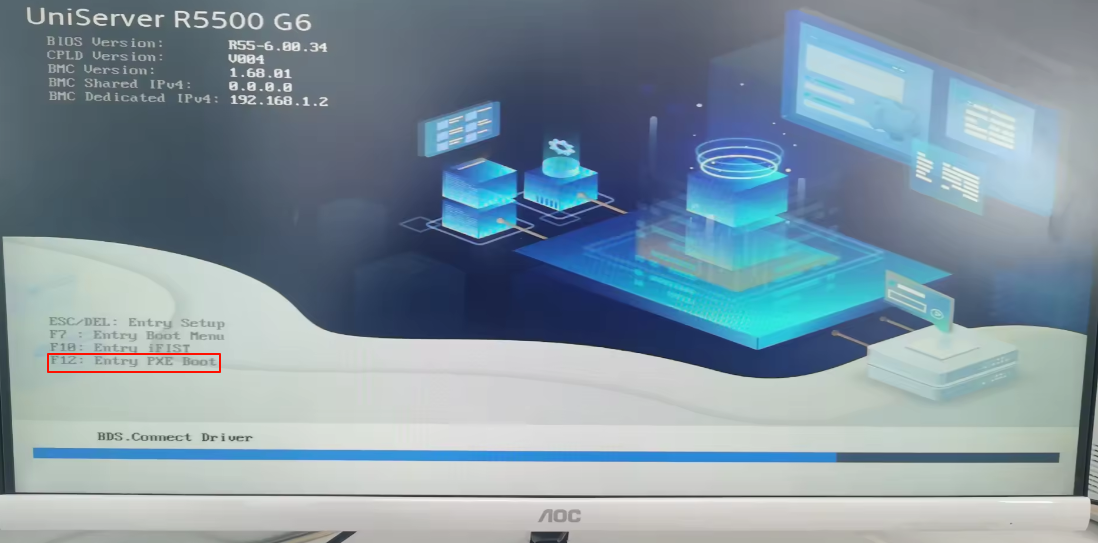 UniServer R5500 G6
BIOS Version: R55-6.00.34
CPLD Version: V004
BMC Version: 1.68.01
BMC Shared IPv4: 0.0.0.0
BMC Dedicated IPv4: 192.168.1.2
ESC/DEL: Entry Setup
F7 : Entry Boot Menu
F10: Entry iFIST
F12: Entry PXE Boot
BDS.Connect Driver
AOC